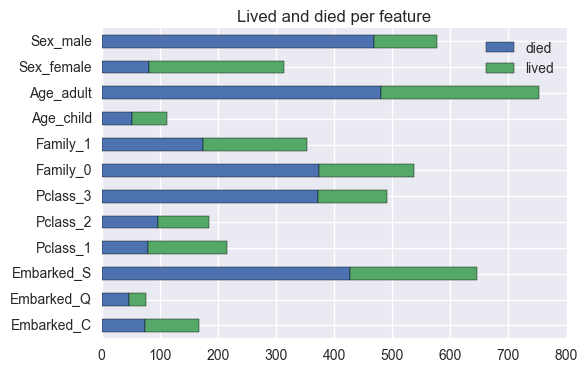 Lived and died per feature
Sex_male
Sex_female
Age_adult
Age_child
Family_1
Family_0
Pclass_3
Pclass_2
Pclass_1
Embarked_S
Embarked_Q
Embarked_C
died
lived
0 100 200 300 400 500 600 700 800